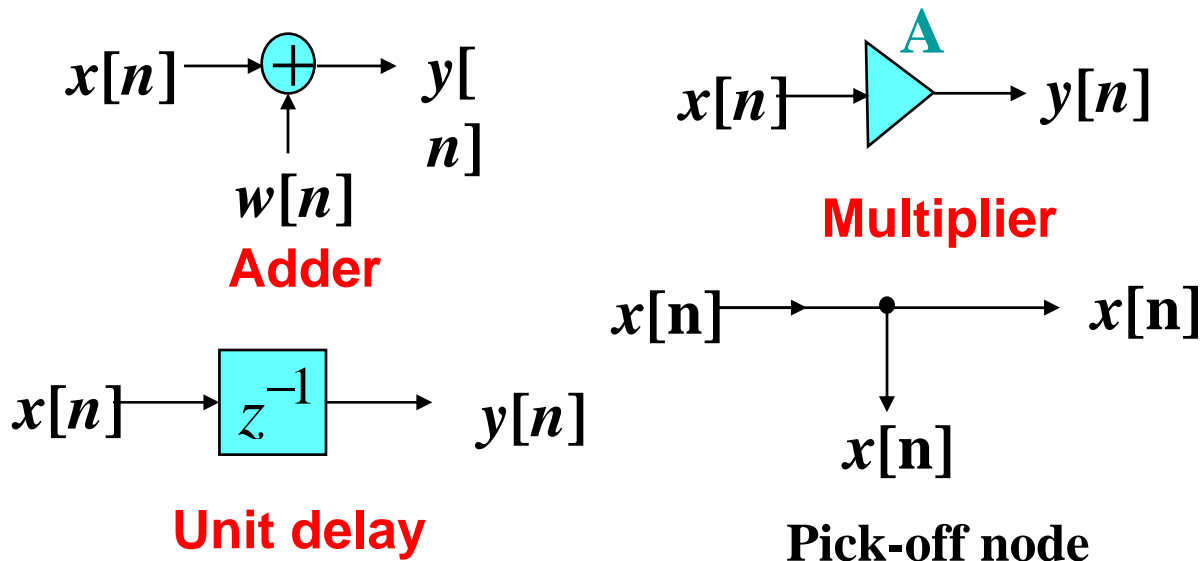 x[n]
+
y[
n]
w[n]
Adder
A
x[n]
y[n]
Multiplier
x[n]
z⁻¹
y[n]
Unit delay
x[n]
x[n]
x[n]
Pick-off node